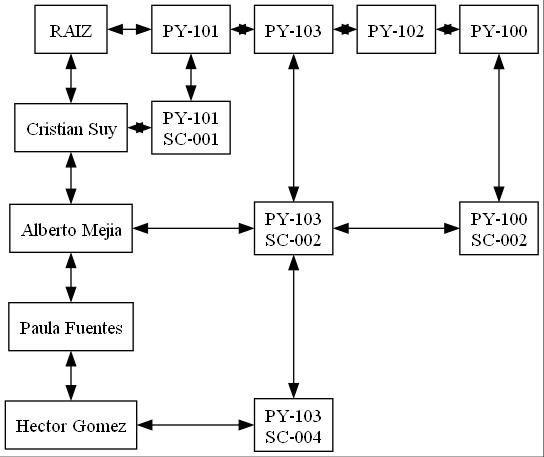 RAIZ
PY-101
PY-103
PY-102
PY-100
Cristian Suy
PY-101
SC-001
Alberto Mejia
PY-103
SC-002
PY-100
SC-002
Paula Fuentes
Hector Gomez
PY-103
SC-004